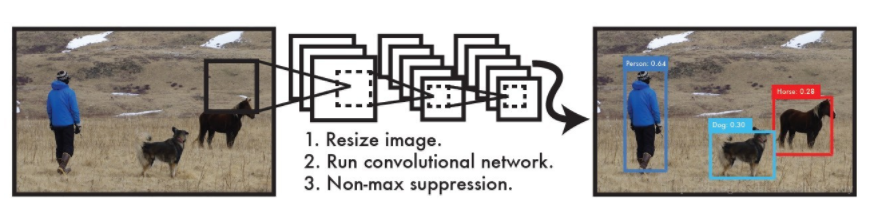 1. Resize image.
2. Run convolutional network.
3. Non-max suppression.
Person: 0.64
Horse: 0.28
Dog: 0.30